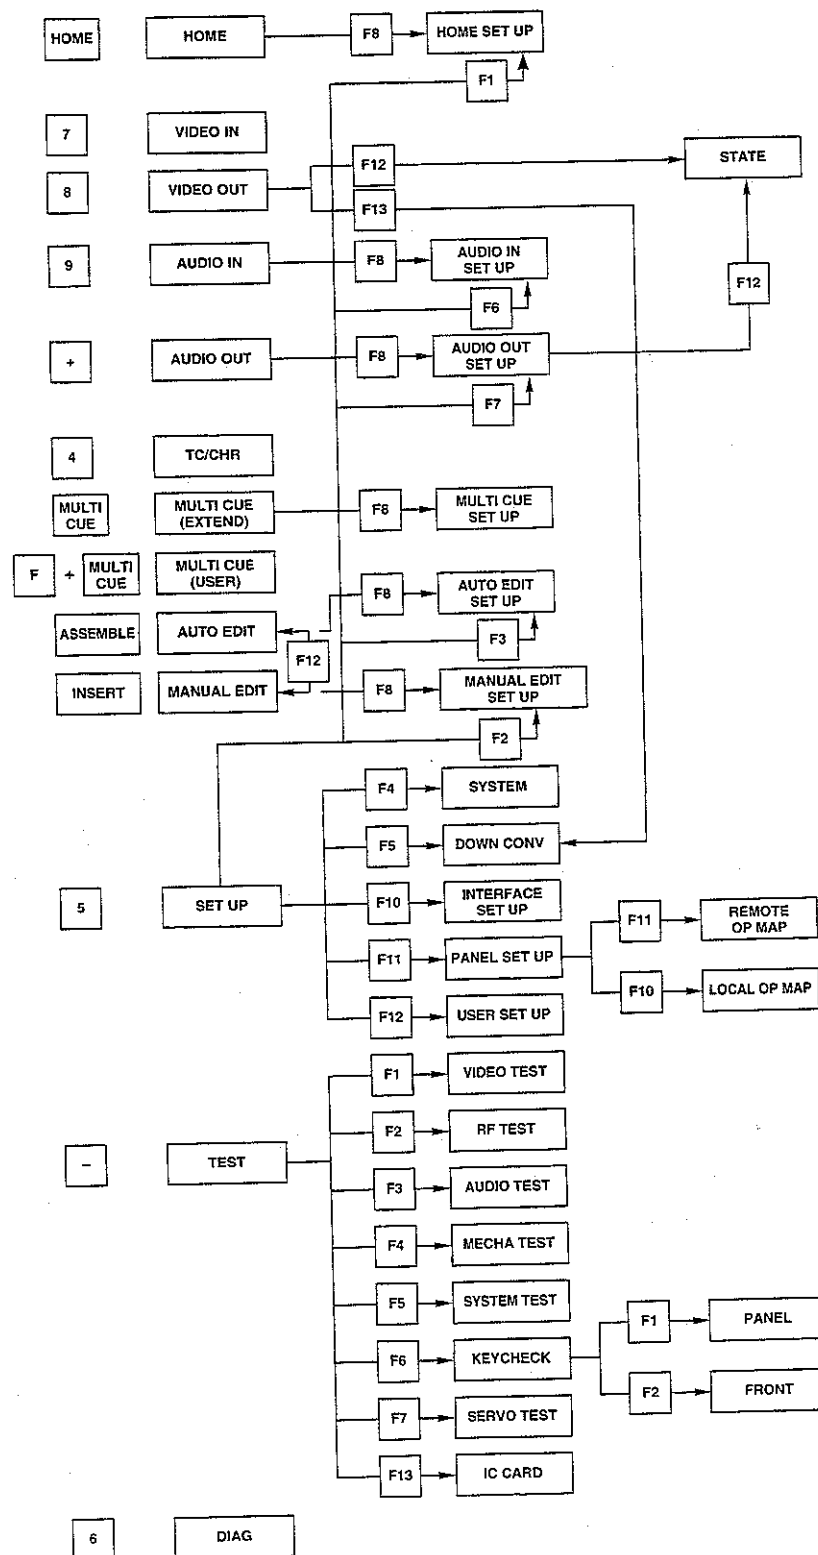 HOME
HOME
F8
HOME SET UP
F1
7
VIDEO IN
8
VIDEO OUT
F12
F13
STATE
9
AUDIO IN
F8
AUDIO IN
SET UP
F6
F12
+
AUDIO OUT
F8
AUDIO OUT
SET UP
F7
4
TC/CHR
MULTI
CUE
MULTI CUE
(EXTEND)
F8
MULTI CUE
SET UP
F
+
MULTI
CUE
MULTI CUE
(USER)
F8
AUTO EDIT
SET UP
ASSEMBLE
AUTO EDIT
F3
F12
INSERT
MANUAL EDIT
F8
MANUAL EDIT
SET UP
F2
F4
SYSTEM
F5
DOWN CONV
5
SET UP
F10
INTERFACE
SET UP
F11
PANEL SET UP
F11
REMOTE
OP MAP
F10
LOCAL OP MAP
F12
USER SET UP
F1
VIDEO TEST
F2
RF TEST
–
TEST
F3
AUDIO TEST
F4
MECHA TEST
F5
SYSTEM TEST
F6
KEYCHECK
F1
PANEL
F2
FRONT
F7
SERVO TEST
F13
IC CARD
6
DIAG